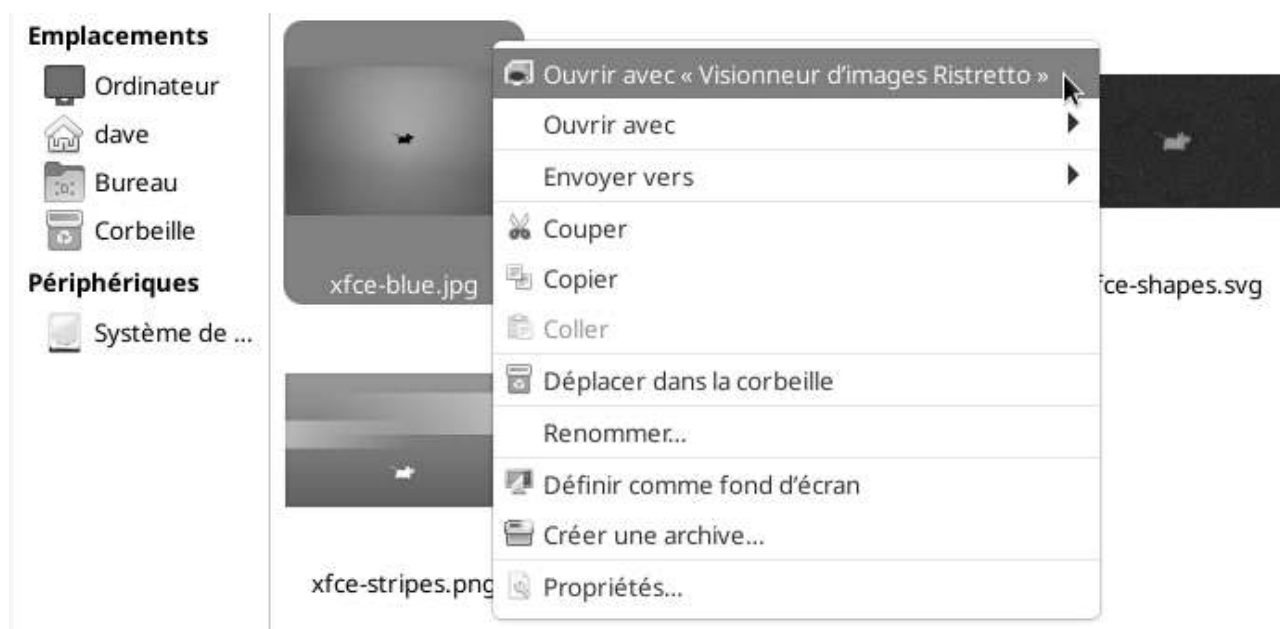 Emplacements
Ordinateur
dave
Bureau
Corbeille
Périphériques
Système de ...
xfce-blue.jpg
xfce-stripes.png
Ouvrir avec « Visionneur d’images Ristretto »
Ouvrir avec
Envoyer vers
Couper
Copier
Coller
Déplacer dans la corbeille
Renommer...
Définir comme fond d’écran
Créer une archive...
Propriétés...
fce-shapes.svg